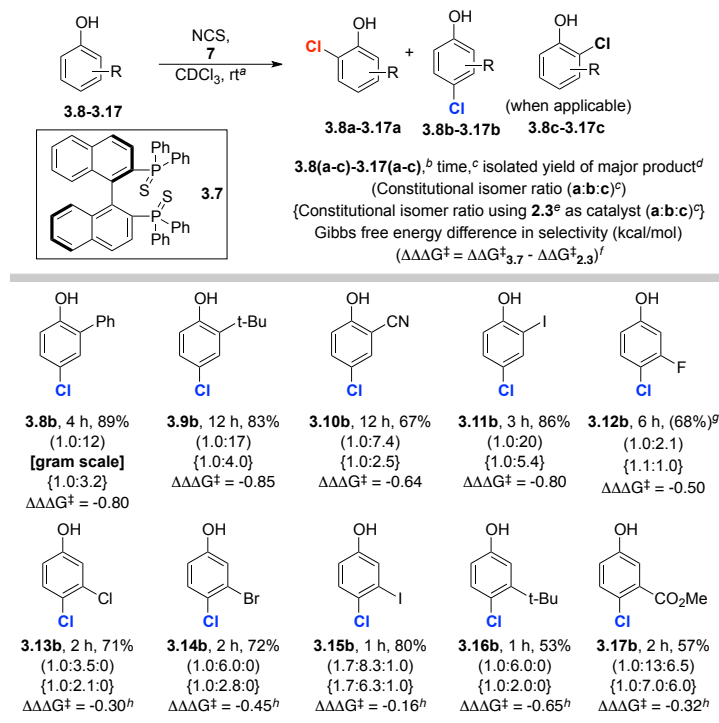 OH
R
3.8-3.17
NCS,
7
CDCl3, rta
Cl
OH
R
3.8a-3.17a
+
OH
R
Cl
3.8b-3.17b
OH
Cl
R
(when applicable)
3.8c-3.17c
Ph
P
Ph
S
S
P
Ph
Ph
3.7
3.8(a-c)-3.17(a-c),b time,c isolated yield of major productd
(Constitutional isomer ratio (a:b:c)c)
{Constitutional isomer ratio using 2.3e as catalyst (a:b:c)c}
Gibbs free energy difference in selectivity (kcal/mol)
(ΔΔΔG‡ = ΔΔG‡3.7 - ΔΔG‡2.3)f
OH
Ph
Cl
3.8b, 4 h, 89%
(1.0:12)
[gram scale]
{1.0:3.2}
ΔΔΔG‡ = -0.80
OH
t-Bu
Cl
3.9b, 12 h, 83%
(1.0:17)
{1.0:4.0}
ΔΔΔG‡ = -0.85
OH
CN
Cl
3.10b, 12 h, 67%
(1.0:7.4)
{1.0:2.5}
ΔΔΔG‡ = -0.64
OH
I
Cl
3.11b, 3 h, 86%
(1.0:20)
{1.0:5.4}
ΔΔΔG‡ = -0.80
OH
F
Cl
3.12b, 6 h, (68%)g
(1.0:2.1)
{1.1:1.0}
ΔΔΔG‡ = -0.50
OH
Cl
Cl
3.13b, 2 h, 71%
(1.0:3.5:0)
{1.0:2.1:0}
ΔΔΔG‡ = -0.30h
OH
Br
Cl
3.14b, 2 h, 72%
(1.0:6.0:0)
{1.0:2.8:0}
ΔΔΔG‡ = -0.45h
OH
I
Cl
3.15b, 1 h, 80%
(1.7:8.3:1.0)
{1.7:6.3:1.0}
ΔΔΔG‡ = -0.16h
OH
t-Bu
Cl
3.16b, 1 h, 53%
(1.0:6.0:0)
{1.0:2.0:0}
ΔΔΔG‡ = -0.65h
OH
CO2Me
Cl
3.17b, 2 h, 57%
(1.0:13:6.5)
{1.0:7.0:6.0}
ΔΔΔG‡ = -0.32h